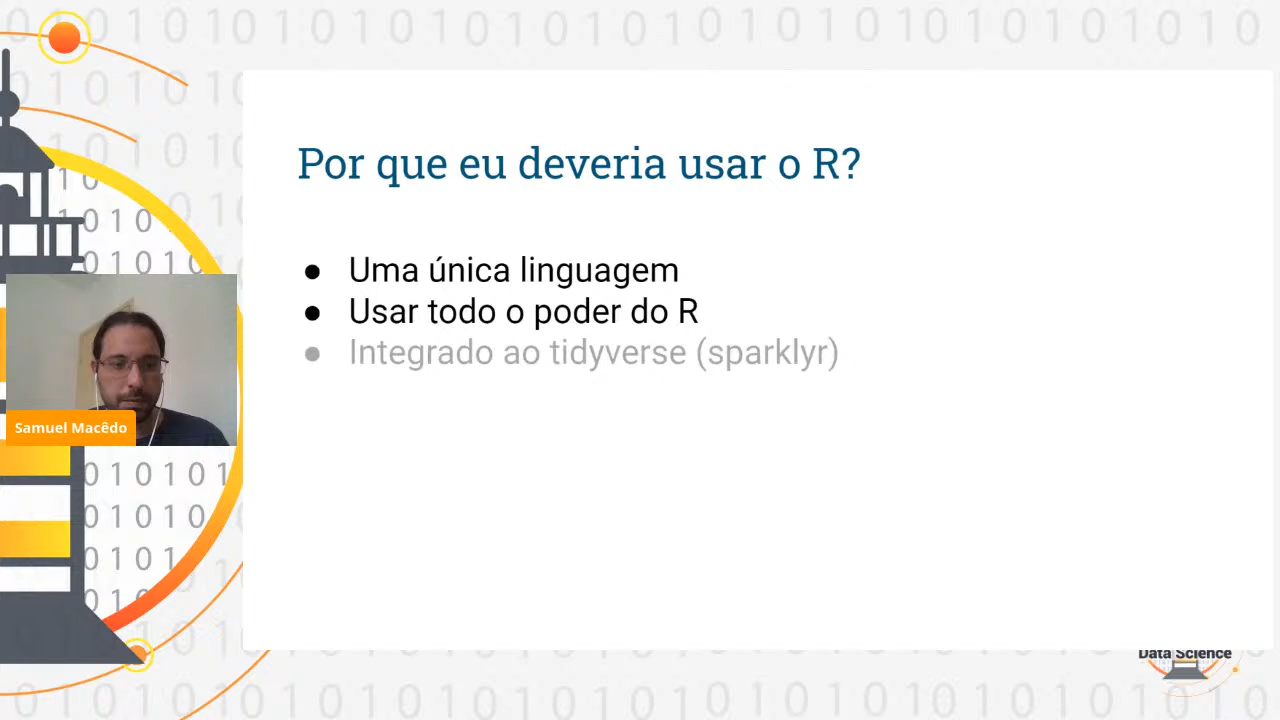 Por que eu deveria usar o R?
● Uma única linguagem
● Usar todo o poder do R
● Integrado ao tidyverse (sparklyr)
Samuel Macêdo
Data Science